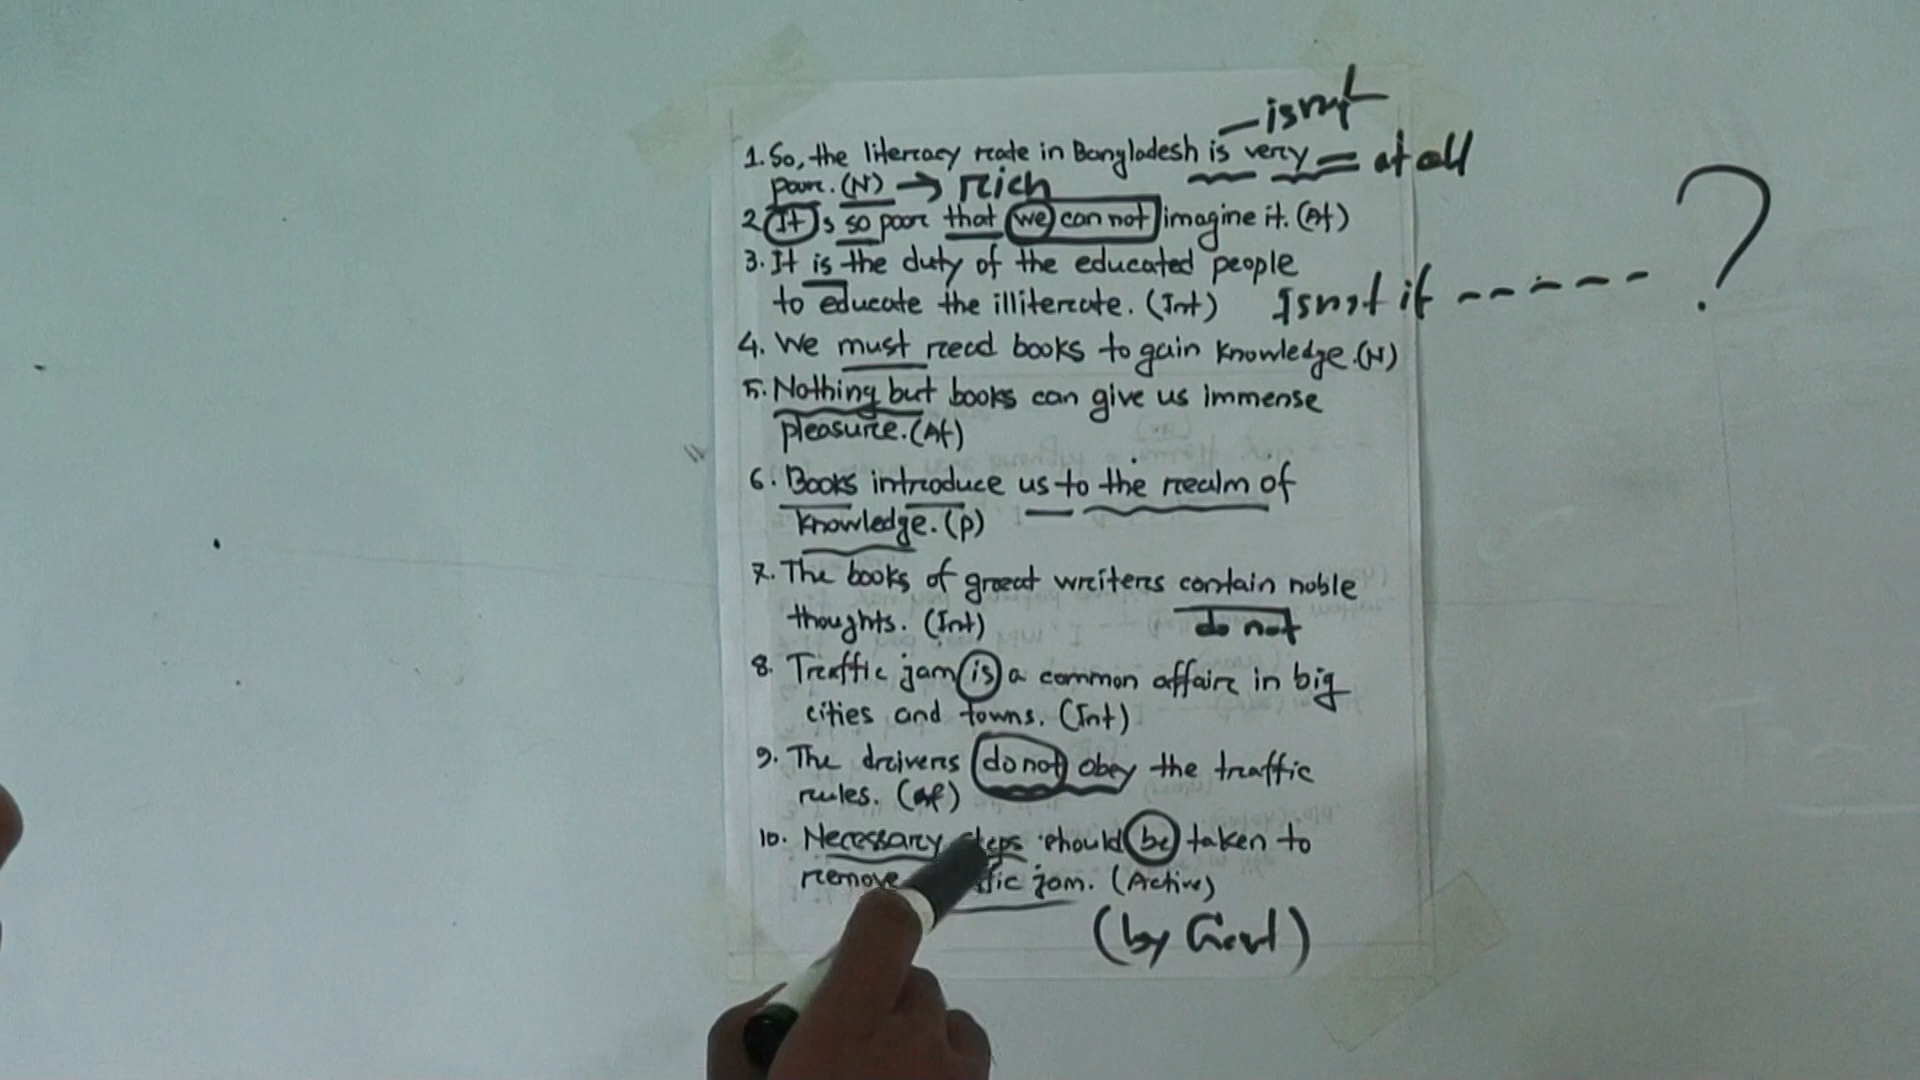 isn't
1. So, the literacy rate in Bangladesh is very = at all
poor. (N) → Rich
2. It is so poor that we can not imagine it. (Af)
3. It is the duty of the educated people
to educate the illiterate. (Int) Isn't it ------ ?
4. We must read books to gain knowledge. (N)
5. Nothing but books can give us immense
pleasure. (Af)
6. Books introduce us to the realm of
knowledge. (p)
7. The books of great writers contain noble
thoughts. (Int) do not
8. Traffic jam is a common affair in big
cities and towns. (Int)
9. The drivers do not obey the traffic
rules. (af)
10. Necessary steps should be taken to
remove jam. (Active)
(by Govt)